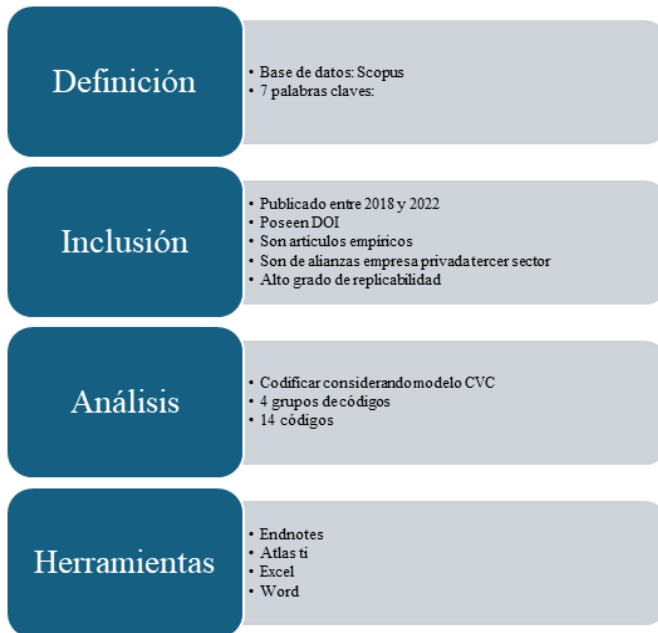 Definición
• Base de datos: Scopus
• 7 palabras claves:
Inclusión
• Publicado entre 2018 y 2022
• Poseen DOI
• Son artículos empíricos
• Son de alianzas empresa privada tercer sector
• Alto grado de replicabilidad
Análisis
• Codificar considerando modelo CVC
• 4 grupos de códigos
• 14 códigos
Herramientas
• Endnotes
• Atlas ti
• Excel
• Word